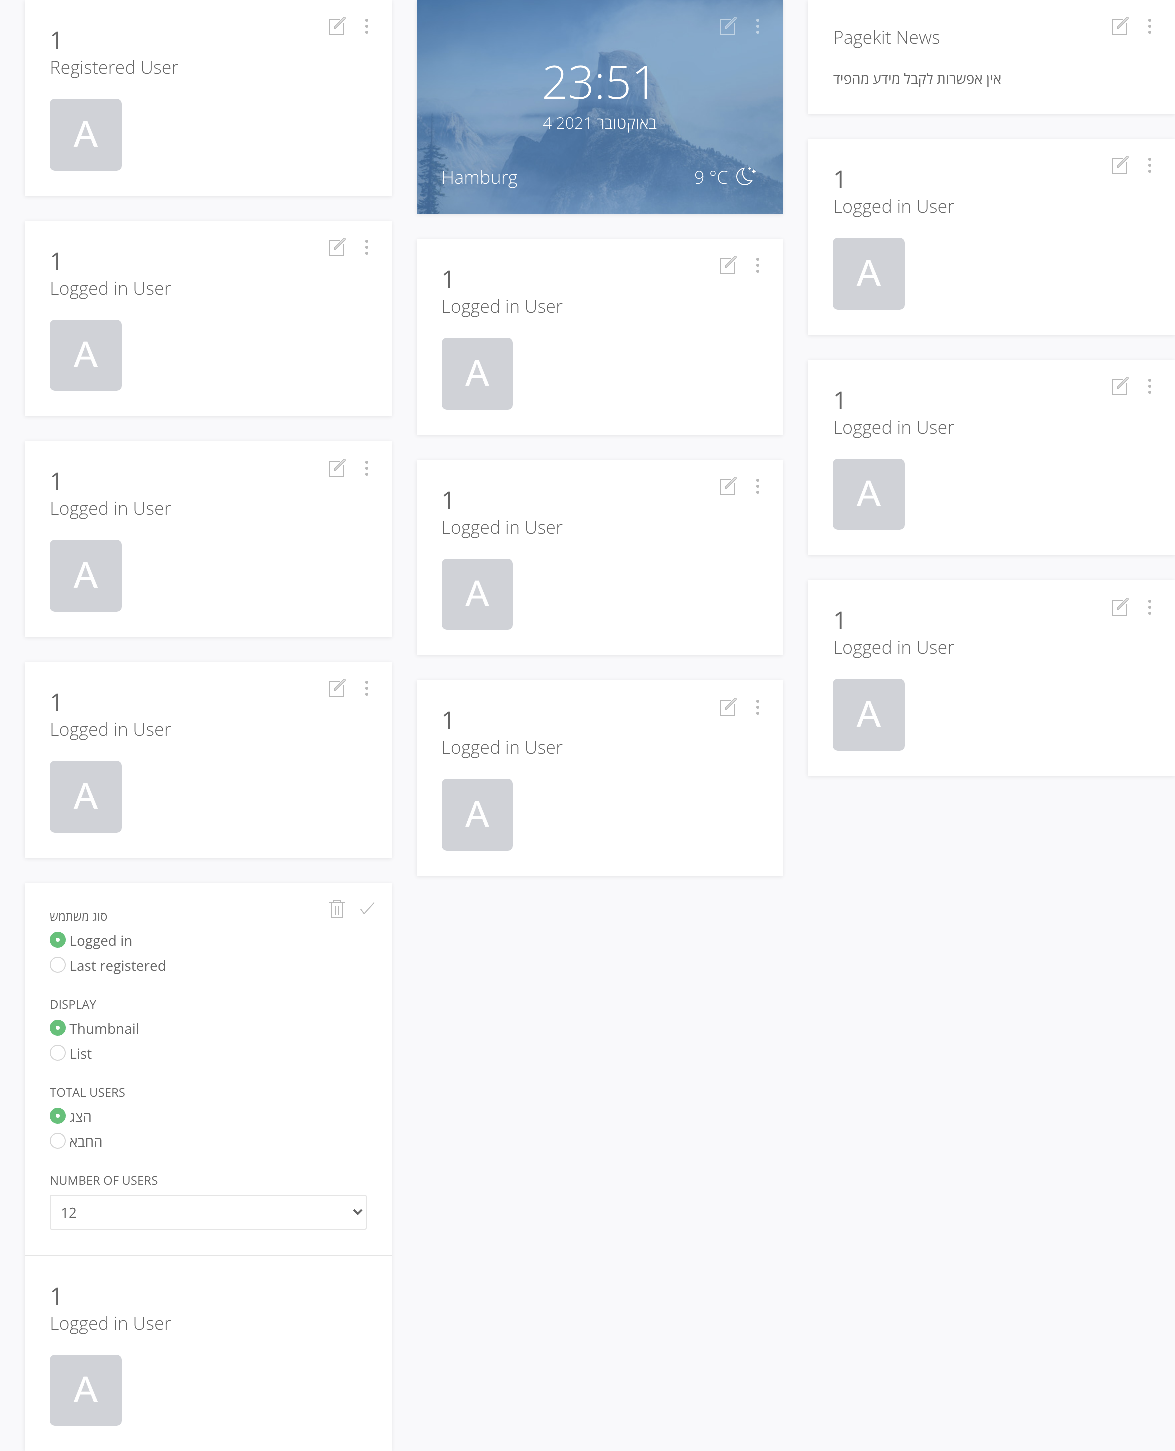 1
Registered User
A
1
Logged in User
A
1
Logged in User
A
1
Logged in User
A
סוג משתמש
Logged in
Last registered
DISPLAY
Thumbnail
List
TOTAL USERS
הצג
החבא
NUMBER OF USERS
12
1
Logged in User
A
23:51
4 באוקטובר 2021
Hamburg
9 °C
1
Logged in User
A
1
Logged in User
A
1
Logged in User
A
Pagekit News
אין אפשרות לקבל מידע מהפיד
1
Logged in User
A
1
Logged in User
A
1
Logged in User
A